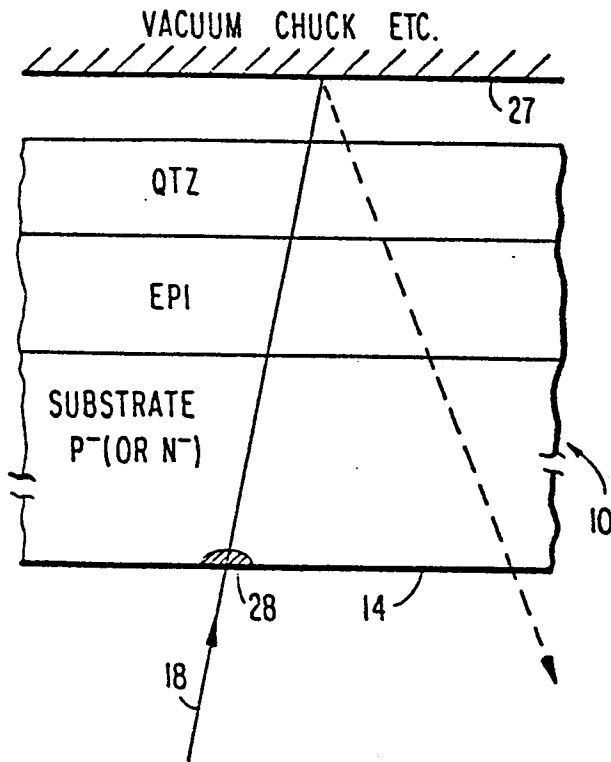 VACUUM CHUCK ETC.
27
QTZ
EPI
SUBSTRATE
P⁻(OR N⁻)
10
28
14
18